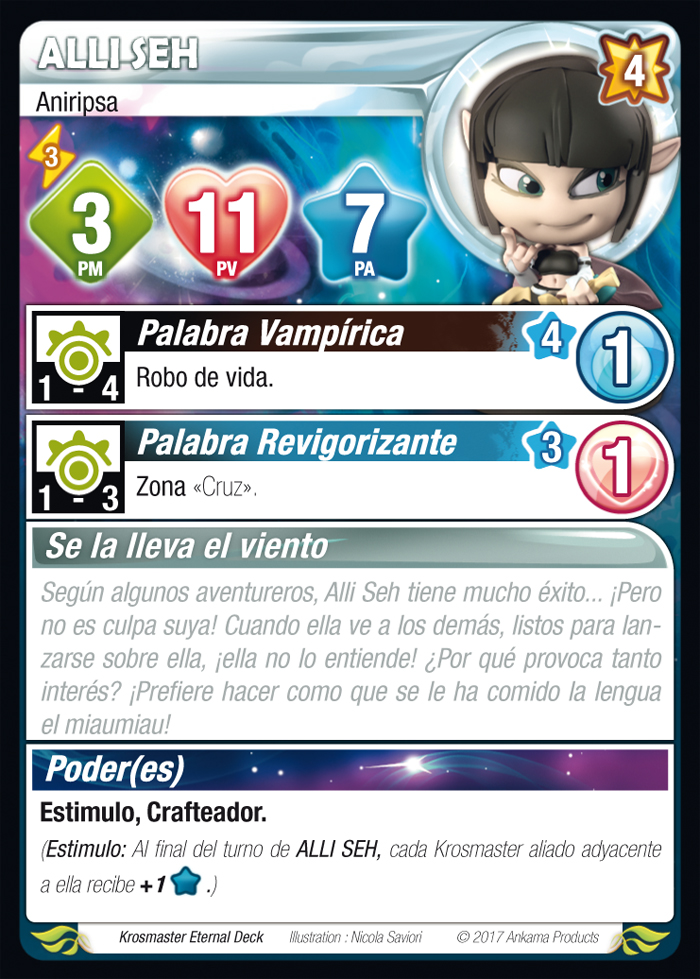 ALLI SEH
4
Aniripsa
3
3
PM
11
PV
7
PA
Palabra Vampírica
4
1
1 - 4
Robo de vida.
Palabra Revigorizante
3
1
1 - 3
Zona «Cruz».
Se la lleva el viento
Según algunos aventureros, Alli Seh tiene mucho éxito... ¡Pero
no es culpa suya! Cuando ella ve a los demás, listos para lan-
zarse sobre ella, ¡ella no lo entiende! ¿Por qué provoca tanto
interés? ¡Prefiere hacer como que se le ha comido la lengua
el miaumiau!
Poder(es)
Estimulo, Crafteador.
(Estimulo: Al final del turno de ALLI SEH, cada Krosmaster aliado adyacente
a ella recibe +1 .)
Krosmaster Eternal Deck Illustration : Nicola Saviori © 2017 Ankama Products